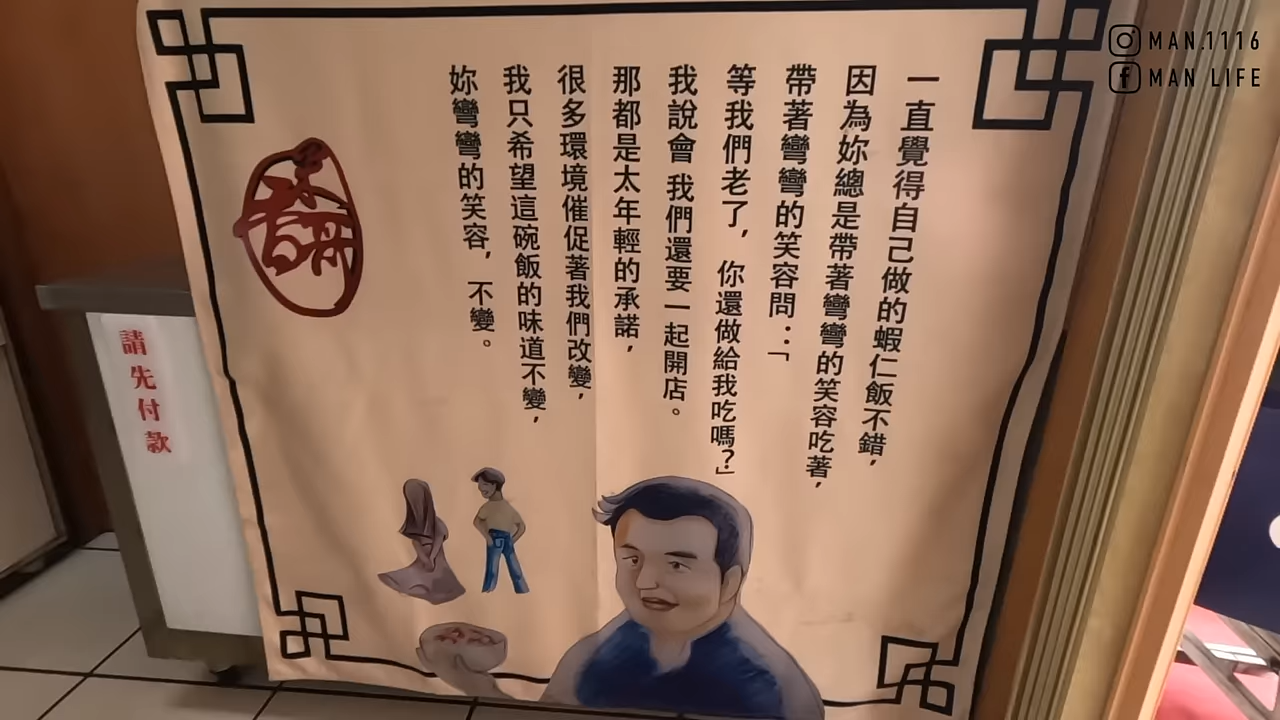 一直覺得自己做的蝦仁飯不錯，
因為妳總是帶著彎彎的笑容吃著，
帶著彎彎的笑容問：「
等我們老了，你還做給我吃嗎？」
我說會 我們還要一起開店。
那都是太年輕的承諾，
很多環境催促著我們改變，
我只希望這碗飯的味道不變，
妳彎彎的笑容，不變。
請先付款
MAN.1116
MAN LIFE